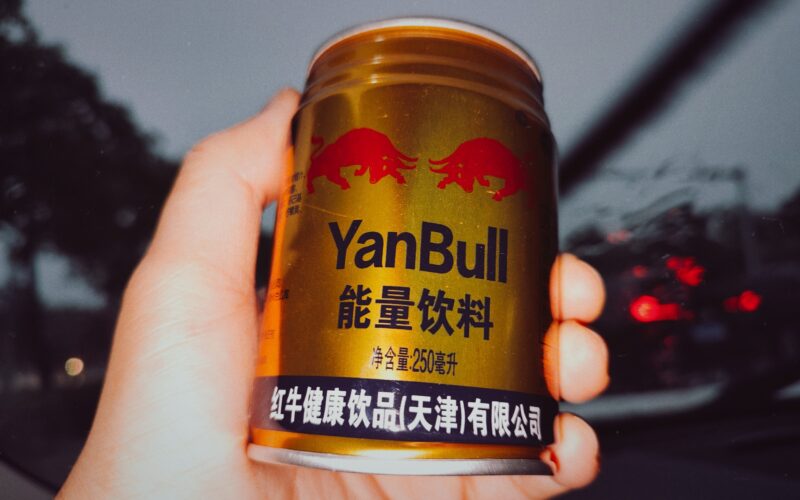 YanBull
能量饮料
净含量:250毫升
红牛健康饮品(天津)有限公司